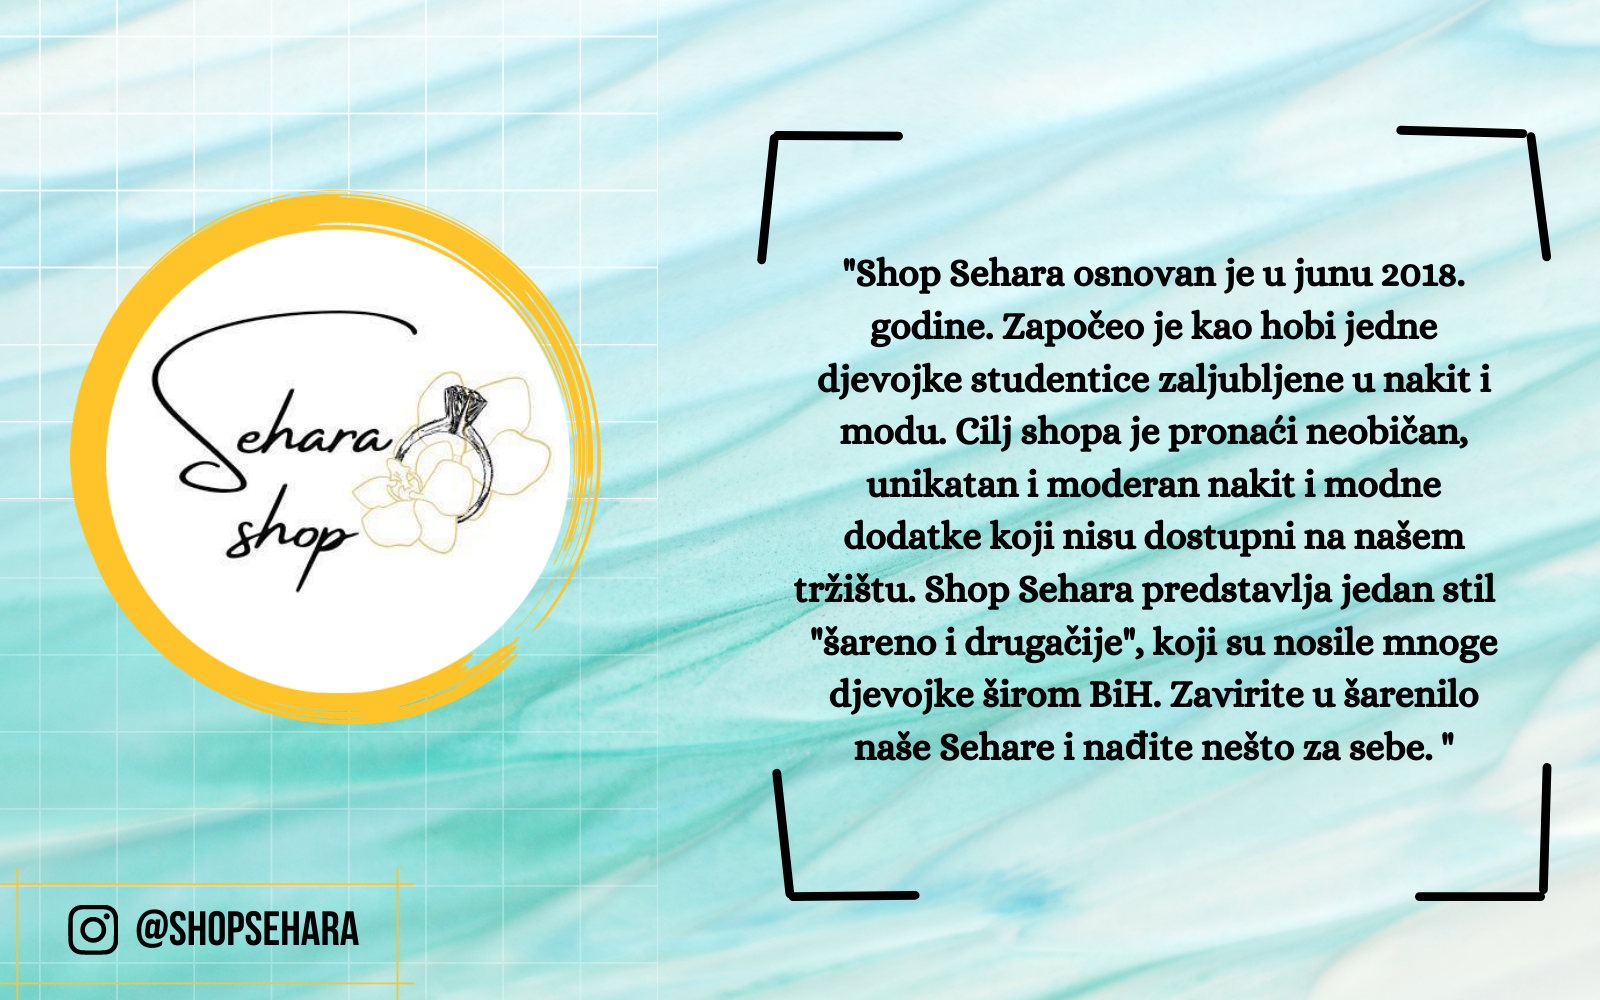 Sehara
shop
"Shop Sehara osnovan je u junu 2018.
godine. Započeo je kao hobi jedne
djevojke studentice zaljubljene u nakit i
modu. Cilj shopa je pronaći neobičan,
unikatan i moderan nakit i modne
dodatke koji nisu dostupni na našem
tržištu. Shop Sehara predstavlja jedan stil
"šareno i drugačije", koji su nosile mnoge
djevojke širom BiH. Zavirite u šarenilo
naše Sehare i nađite nešto za sebe. "
@SHOPSEHARA